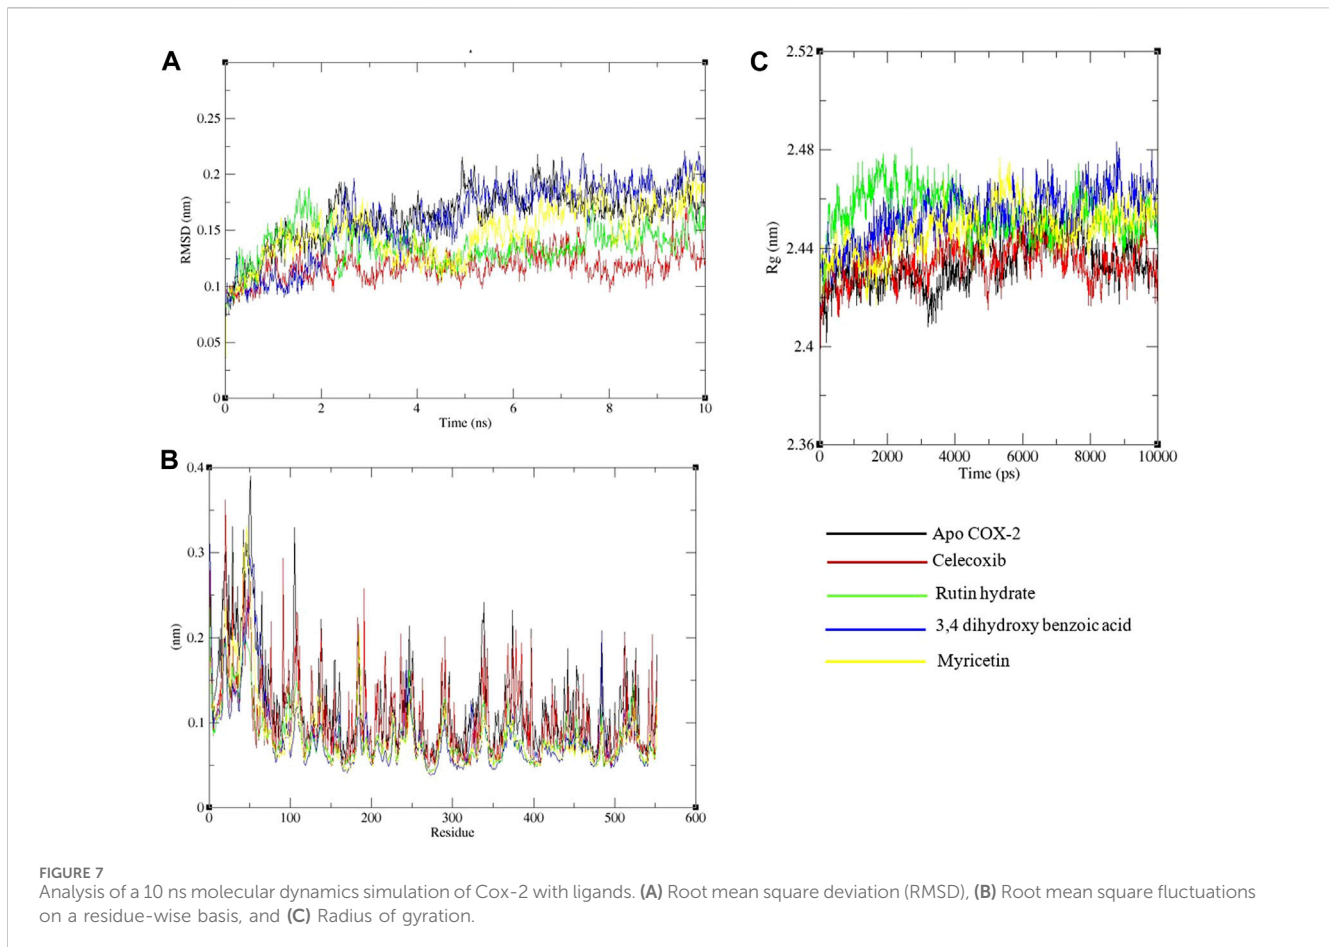 A
RMSD (nm)
0.25
0.2
0.15
0.1
0.05
0
0 2 4 6 8 10
Time (ns)
B
(nm)
0.4
0.3
0.2
0.1
0
0 100 200 300 400 500 600
Residue
C
Rg (nm)
2.52
2.48
2.44
2.4
2.36
0 2000 4000 6000 8000 10000
Time (ps)
Apo COX-2
Celecoxib
Rutin hydrate
3,4 dihydroxy benzoic acid
Myricetin
FIGURE 7
Analysis of a 10 ns molecular dynamics simulation of Cox-2 with ligands. (A) Root mean square deviation (RMSD), (B) Root mean square fluctuations
on a residue-wise basis, and (C) Radius of gyration.